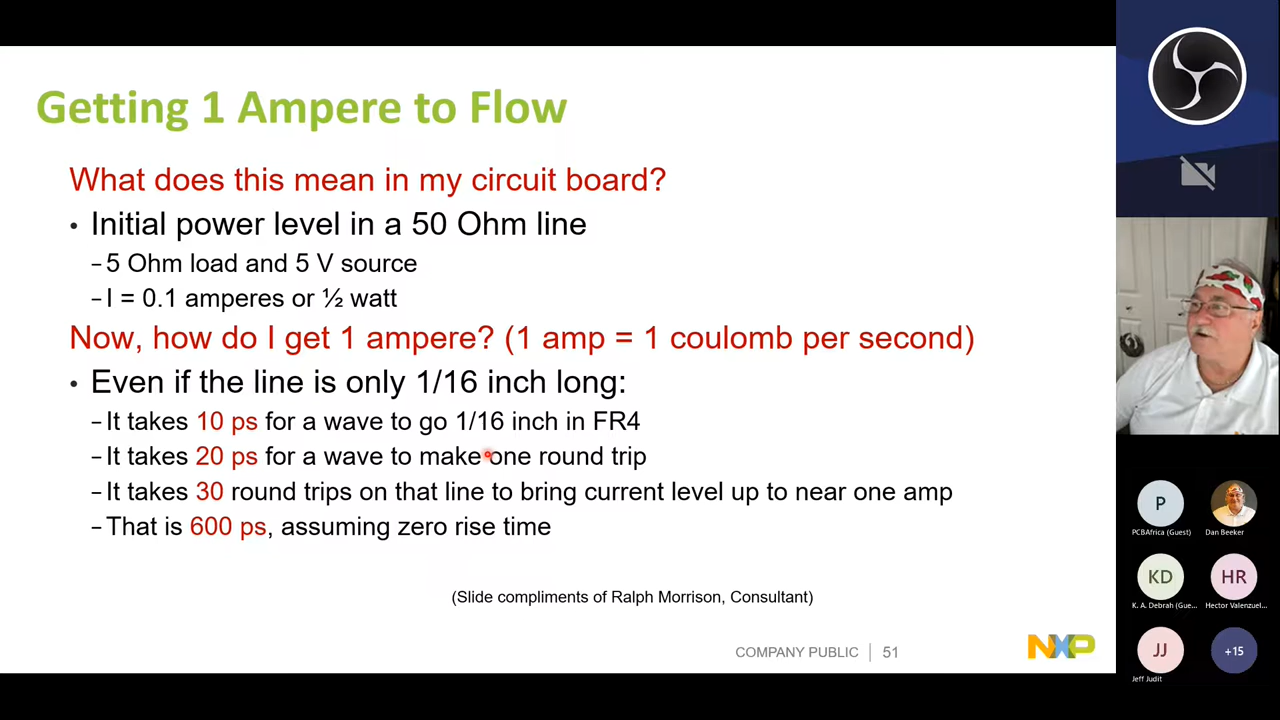 Getting 1 Ampere to Flow
What does this mean in my circuit board?
• Initial power level in a 50 Ohm line
–5 Ohm load and 5 V source
–I = 0.1 amperes or ½ watt
Now, how do I get 1 ampere? (1 amp = 1 coulomb per second)
• Even if the line is only 1/16 inch long:
–It takes 10 ps for a wave to go 1/16 inch in FR4
–It takes 20 ps for a wave to make one round trip
–It takes 30 round trips on that line to bring current level up to near one amp
–That is 600 ps, assuming zero rise time
(Slide compliments of Ralph Morrison, Consultant)
COMPANY PUBLIC | 51
NXP
P
PCBAfrica (Guest)
Dan Beeker
KD
HR
K. A. Debrah (Gue...
Hector Valenzuel...
JJ
+15
Jeff Judit